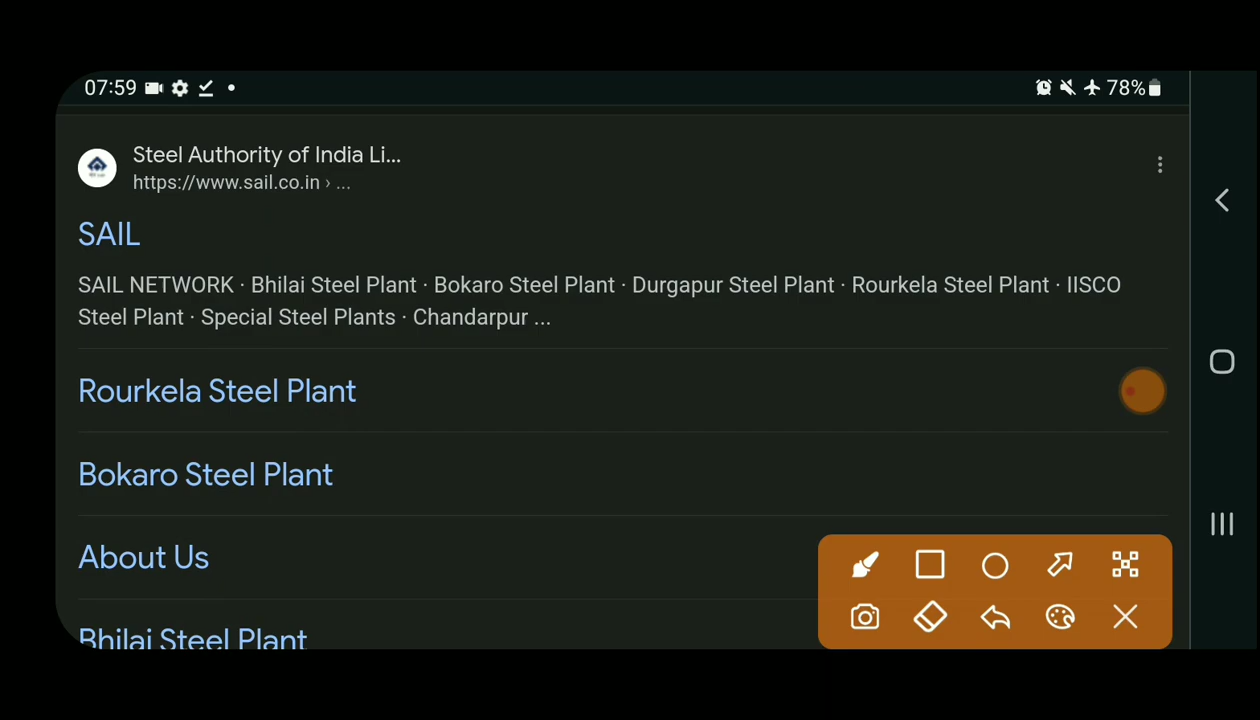 07:59 78%
Steel Authority of India Li...
https://www.sail.co.in › ...
SAIL
SAIL NETWORK · Bhilai Steel Plant · Bokaro Steel Plant · Durgapur Steel Plant · Rourkela Steel Plant · IISCO
Steel Plant · Special Steel Plants · Chandarpur ...
Rourkela Steel Plant
Bokaro Steel Plant
About Us
Bhilai Steel Plant